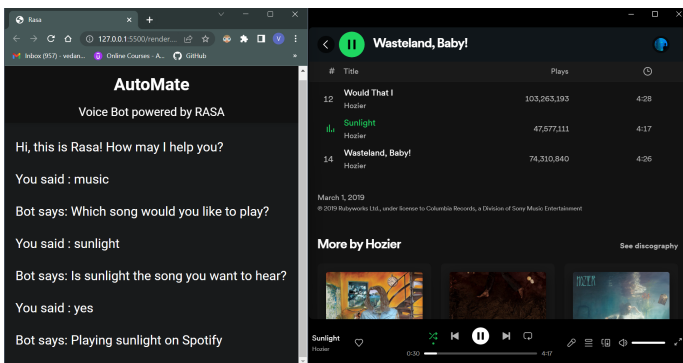 Rasa
127.0.0.1:5500/render...
Inbox (957) - vedan...
Online Courses - A...
GitHub
»
V
AutoMate
Voice Bot powered by RASA
Hi, this is Rasa! How may I help you?
You said : music
Bot says: Which song would you like to play?
You said : sunlight
Bot says: Is sunlight the song you want to hear?
You said : yes
Bot says: Playing sunlight on Spotify
Wasteland, Baby!
# Title Plays
12 Would That I 103,263,193 4:28
Hozier
Sunlight 47,577,111 4:17
Hozier
14 Wasteland, Baby! 74,310,840 4:26
Hozier
March 1, 2019
© 2019 Rubyworks Ltd., under license to Columbia Records, a Division of Sony Music Entertainment
More by Hozier See discography
HOZIER
Sunlight
Hozier
0:30 4:17